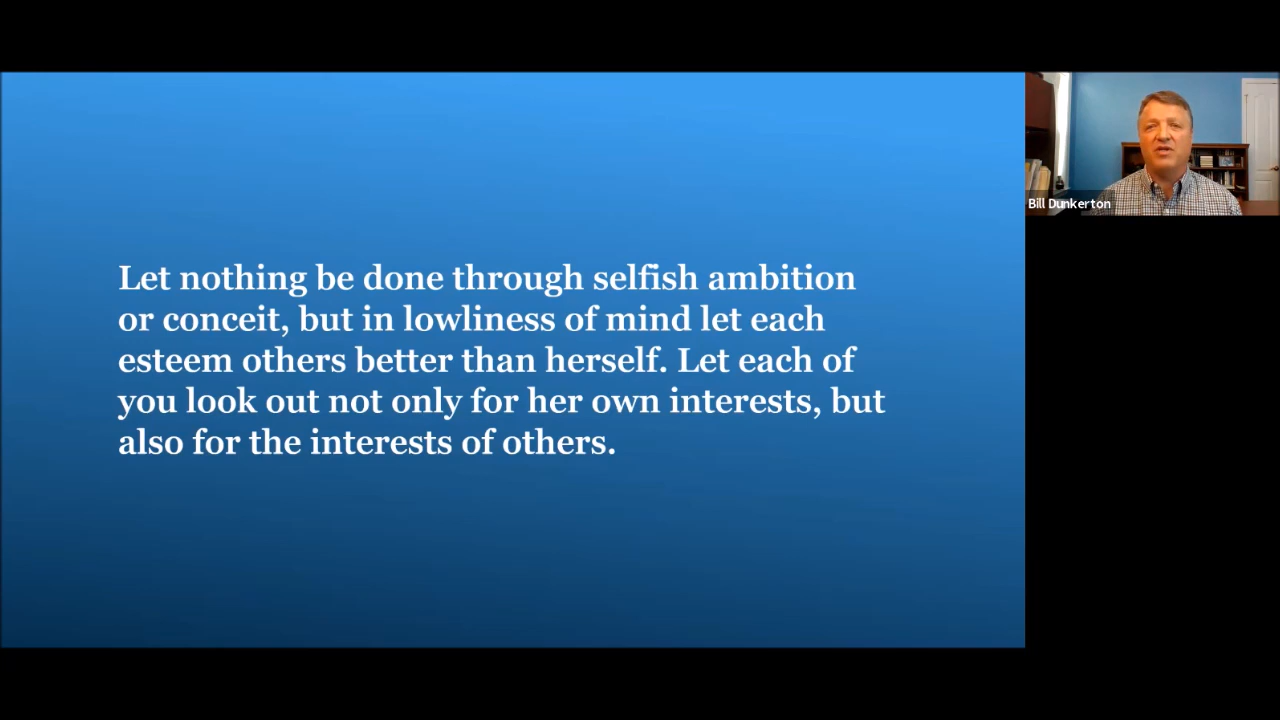 Let nothing be done through selfish ambition
or conceit, but in lowliness of mind let each
esteem others better than herself. Let each of
you look out not only for her own interests, but
also for the interests of others.
Bill Dunkerton